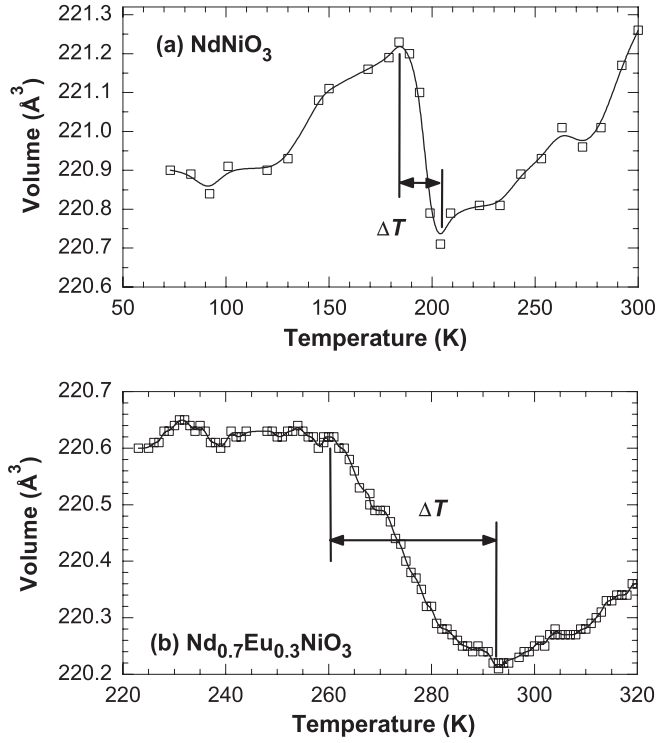 221.3
(a) NdNiO3
221.2
221.1
221.0
220.9
220.8
ΔT
220.7
220.6
50 100 150 200 250 300
Temperature (K)
Volume (Å3)
220.7
220.6
ΔT
220.5
220.4
220.3
(b) Nd0.7Eu0.3NiO3
220.2
220 240 260 280 300 320
Temperature (K)
Volume (Å3)